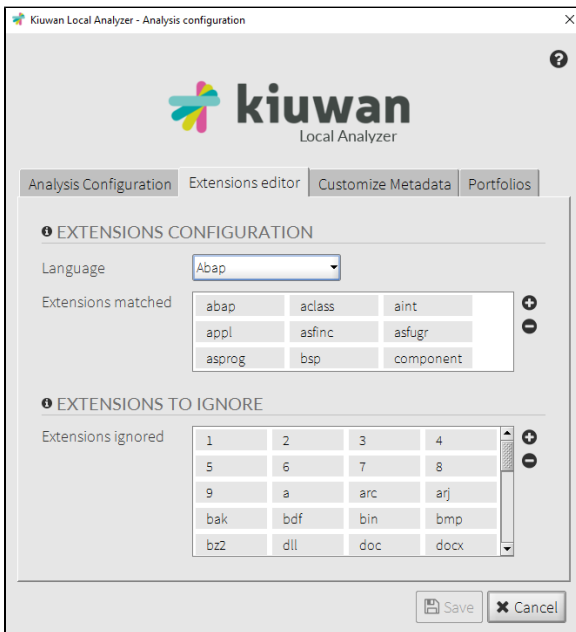 Kiuwan Local Analyzer - Analysis configuration
kiuwan
Local Analyzer
Analysis Configuration Extensions editor Customize Metadata Portfolios
EXTENSIONS CONFIGURATION
Language Abap
Extensions matched abap aclass aint
appl asfinc asfugr
asprog bsp component
EXTENSIONS TO IGNORE
Extensions ignored 1 2 3 4
5 6 7 8
9 a arc arj
bak bdf bin bmp
bz2 dll doc docx
Save Cancel